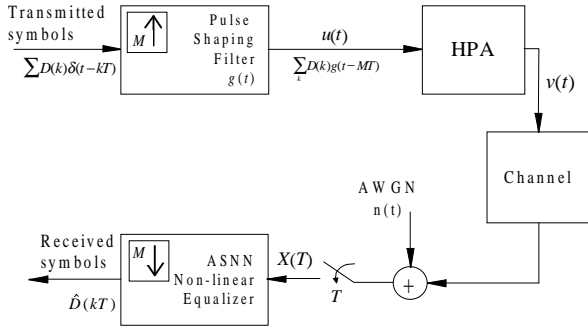 Transmitted
symbols
∑D(k)δ(t−kT)
M
Pulse
Shaping
Filter
g(t)
u(t)
∑D(k)g(t−MT)
k
HPA
v(t)
Channel
AWGN
n(t)
+
T
X(T)
M
ASNN
Non-linear
Equalizer
Received
symbols
D̂(kT)